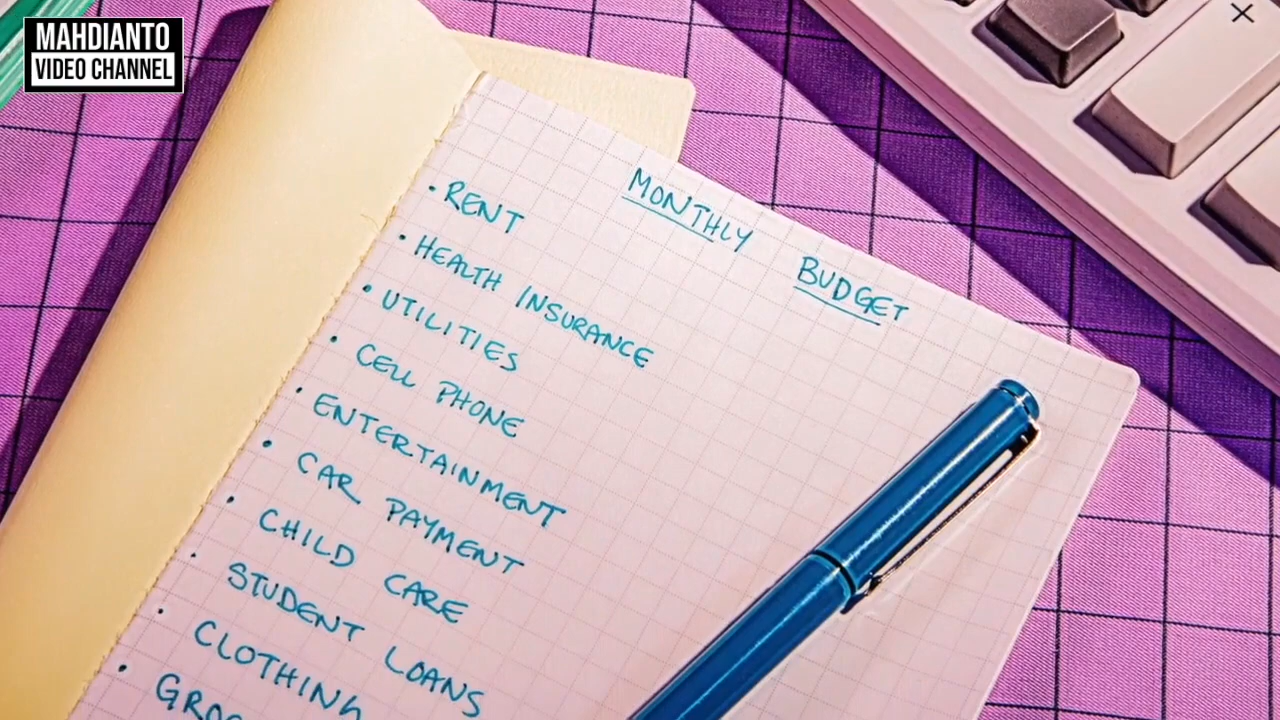 MAHDIANTO
VIDEO CHANNEL
MONTHLY BUDGET
• RENT
• HEALTH INSURANCE
• UTILITIES
• CELL PHONE
• ENTERTAINMENT
• CAR PAYMENT
• CHILD CARE
• STUDENT LOANS
• CLOTHING